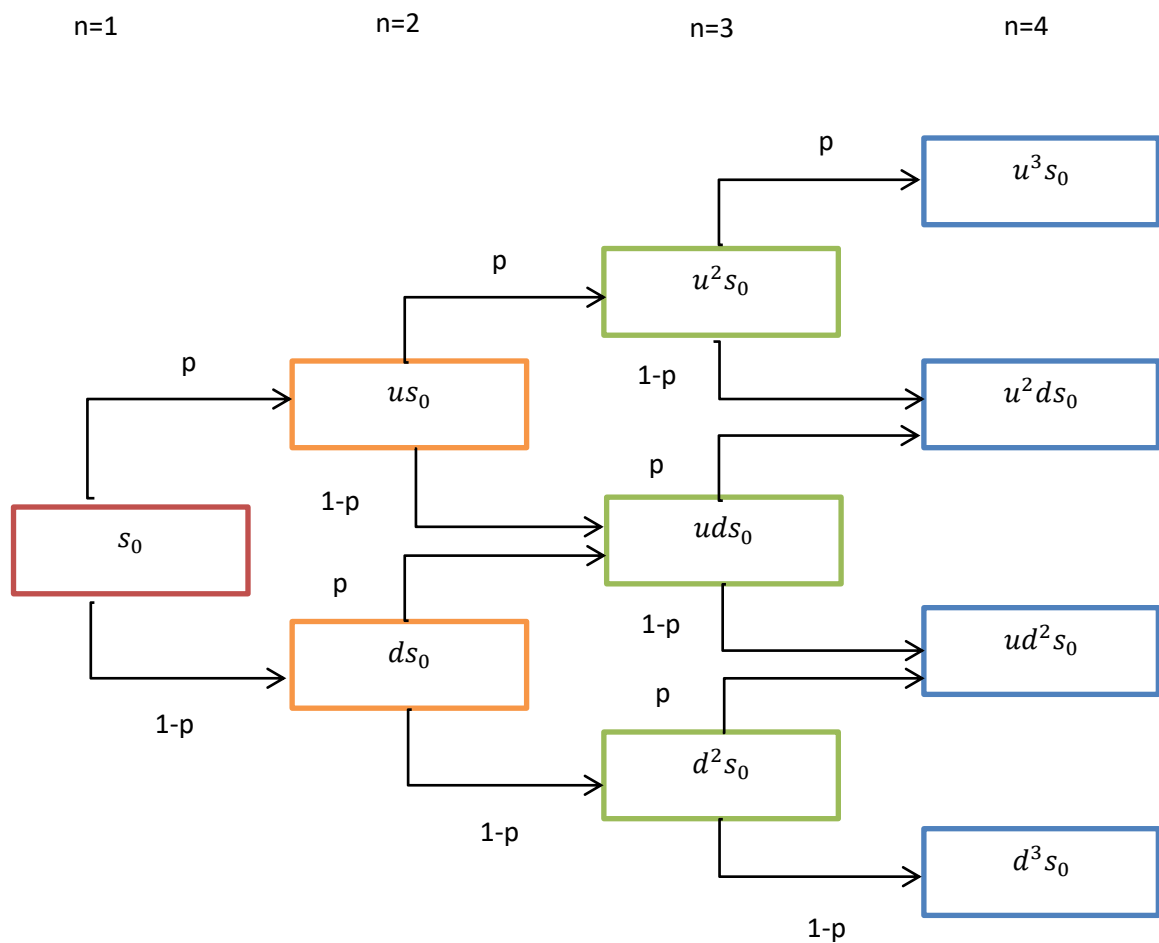 n=1 n=2 n=3 n=4
p
u³s₀
p
u²s₀
p
1-p
us₀
u²ds₀
p
1-p
s₀
uds₀
p
1-p
ds₀
ud²s₀
p
1-p
d²s₀
1-p
d³s₀
1-p